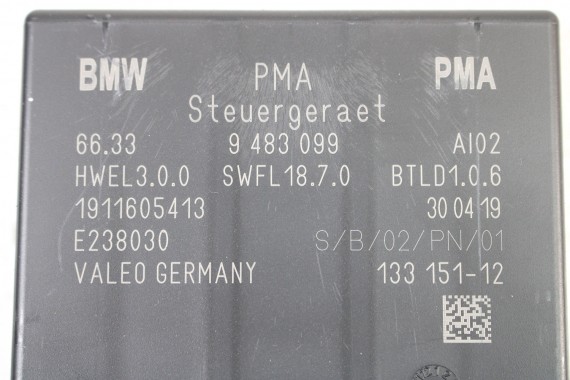 BMW PMA PMA
Steuergeraet
66.33 9 483 099 AI02
HWEL3.0.0 SWFL18.7.0 BTLD1.0.6
1911605413 30 04 19
E238030 S/B/02/PN/01
VALEO GERMANY 133 151-12